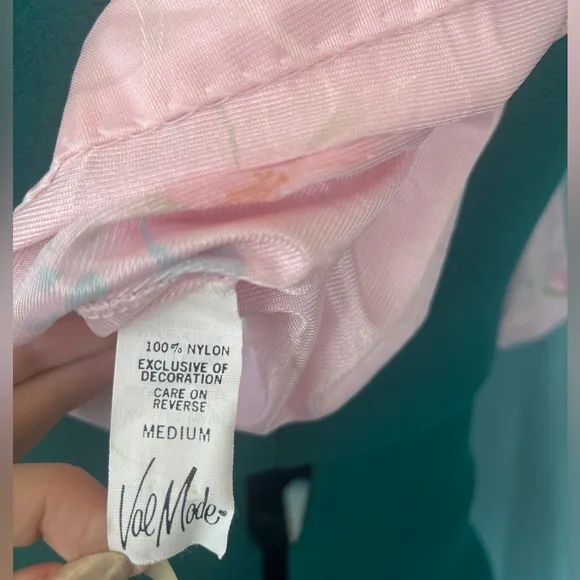 100% NYLON
EXCLUSIVE OF
DECORATION
CARE ON
REVERSE
MEDIUM
Val Mode